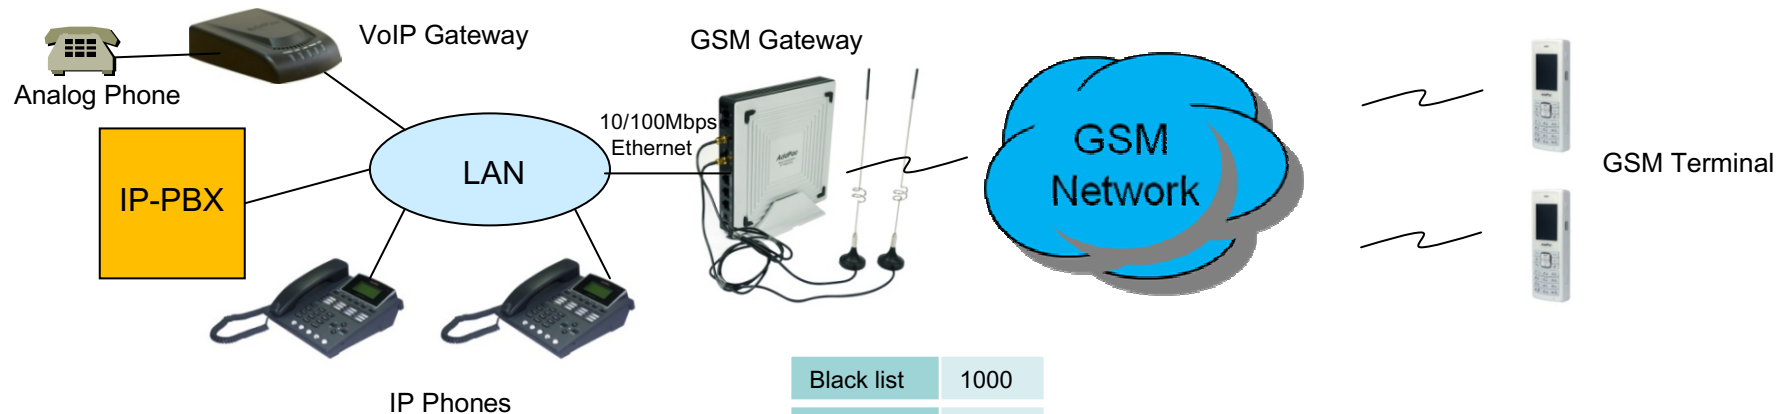 VoIP Gateway
GSM Gateway
Analog Phone
10/100Mbps
Ethernet
AddPac
GSM
Network
LAN
IP-PBX
GSM Terminal
Black list 1000
IP Phones